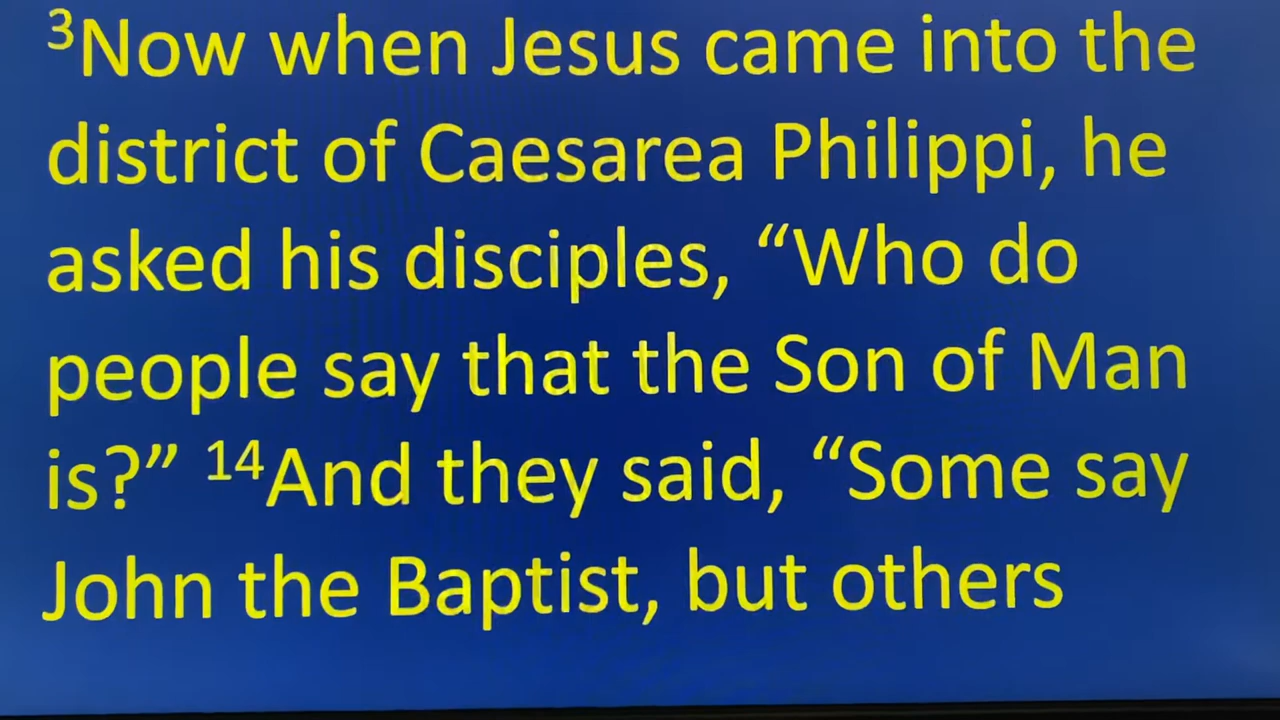 ³Now when Jesus came into the
district of Caesarea Philippi, he
asked his disciples, “Who do
people say that the Son of Man
is?” ¹⁴And they said, “Some say
John the Baptist, but others